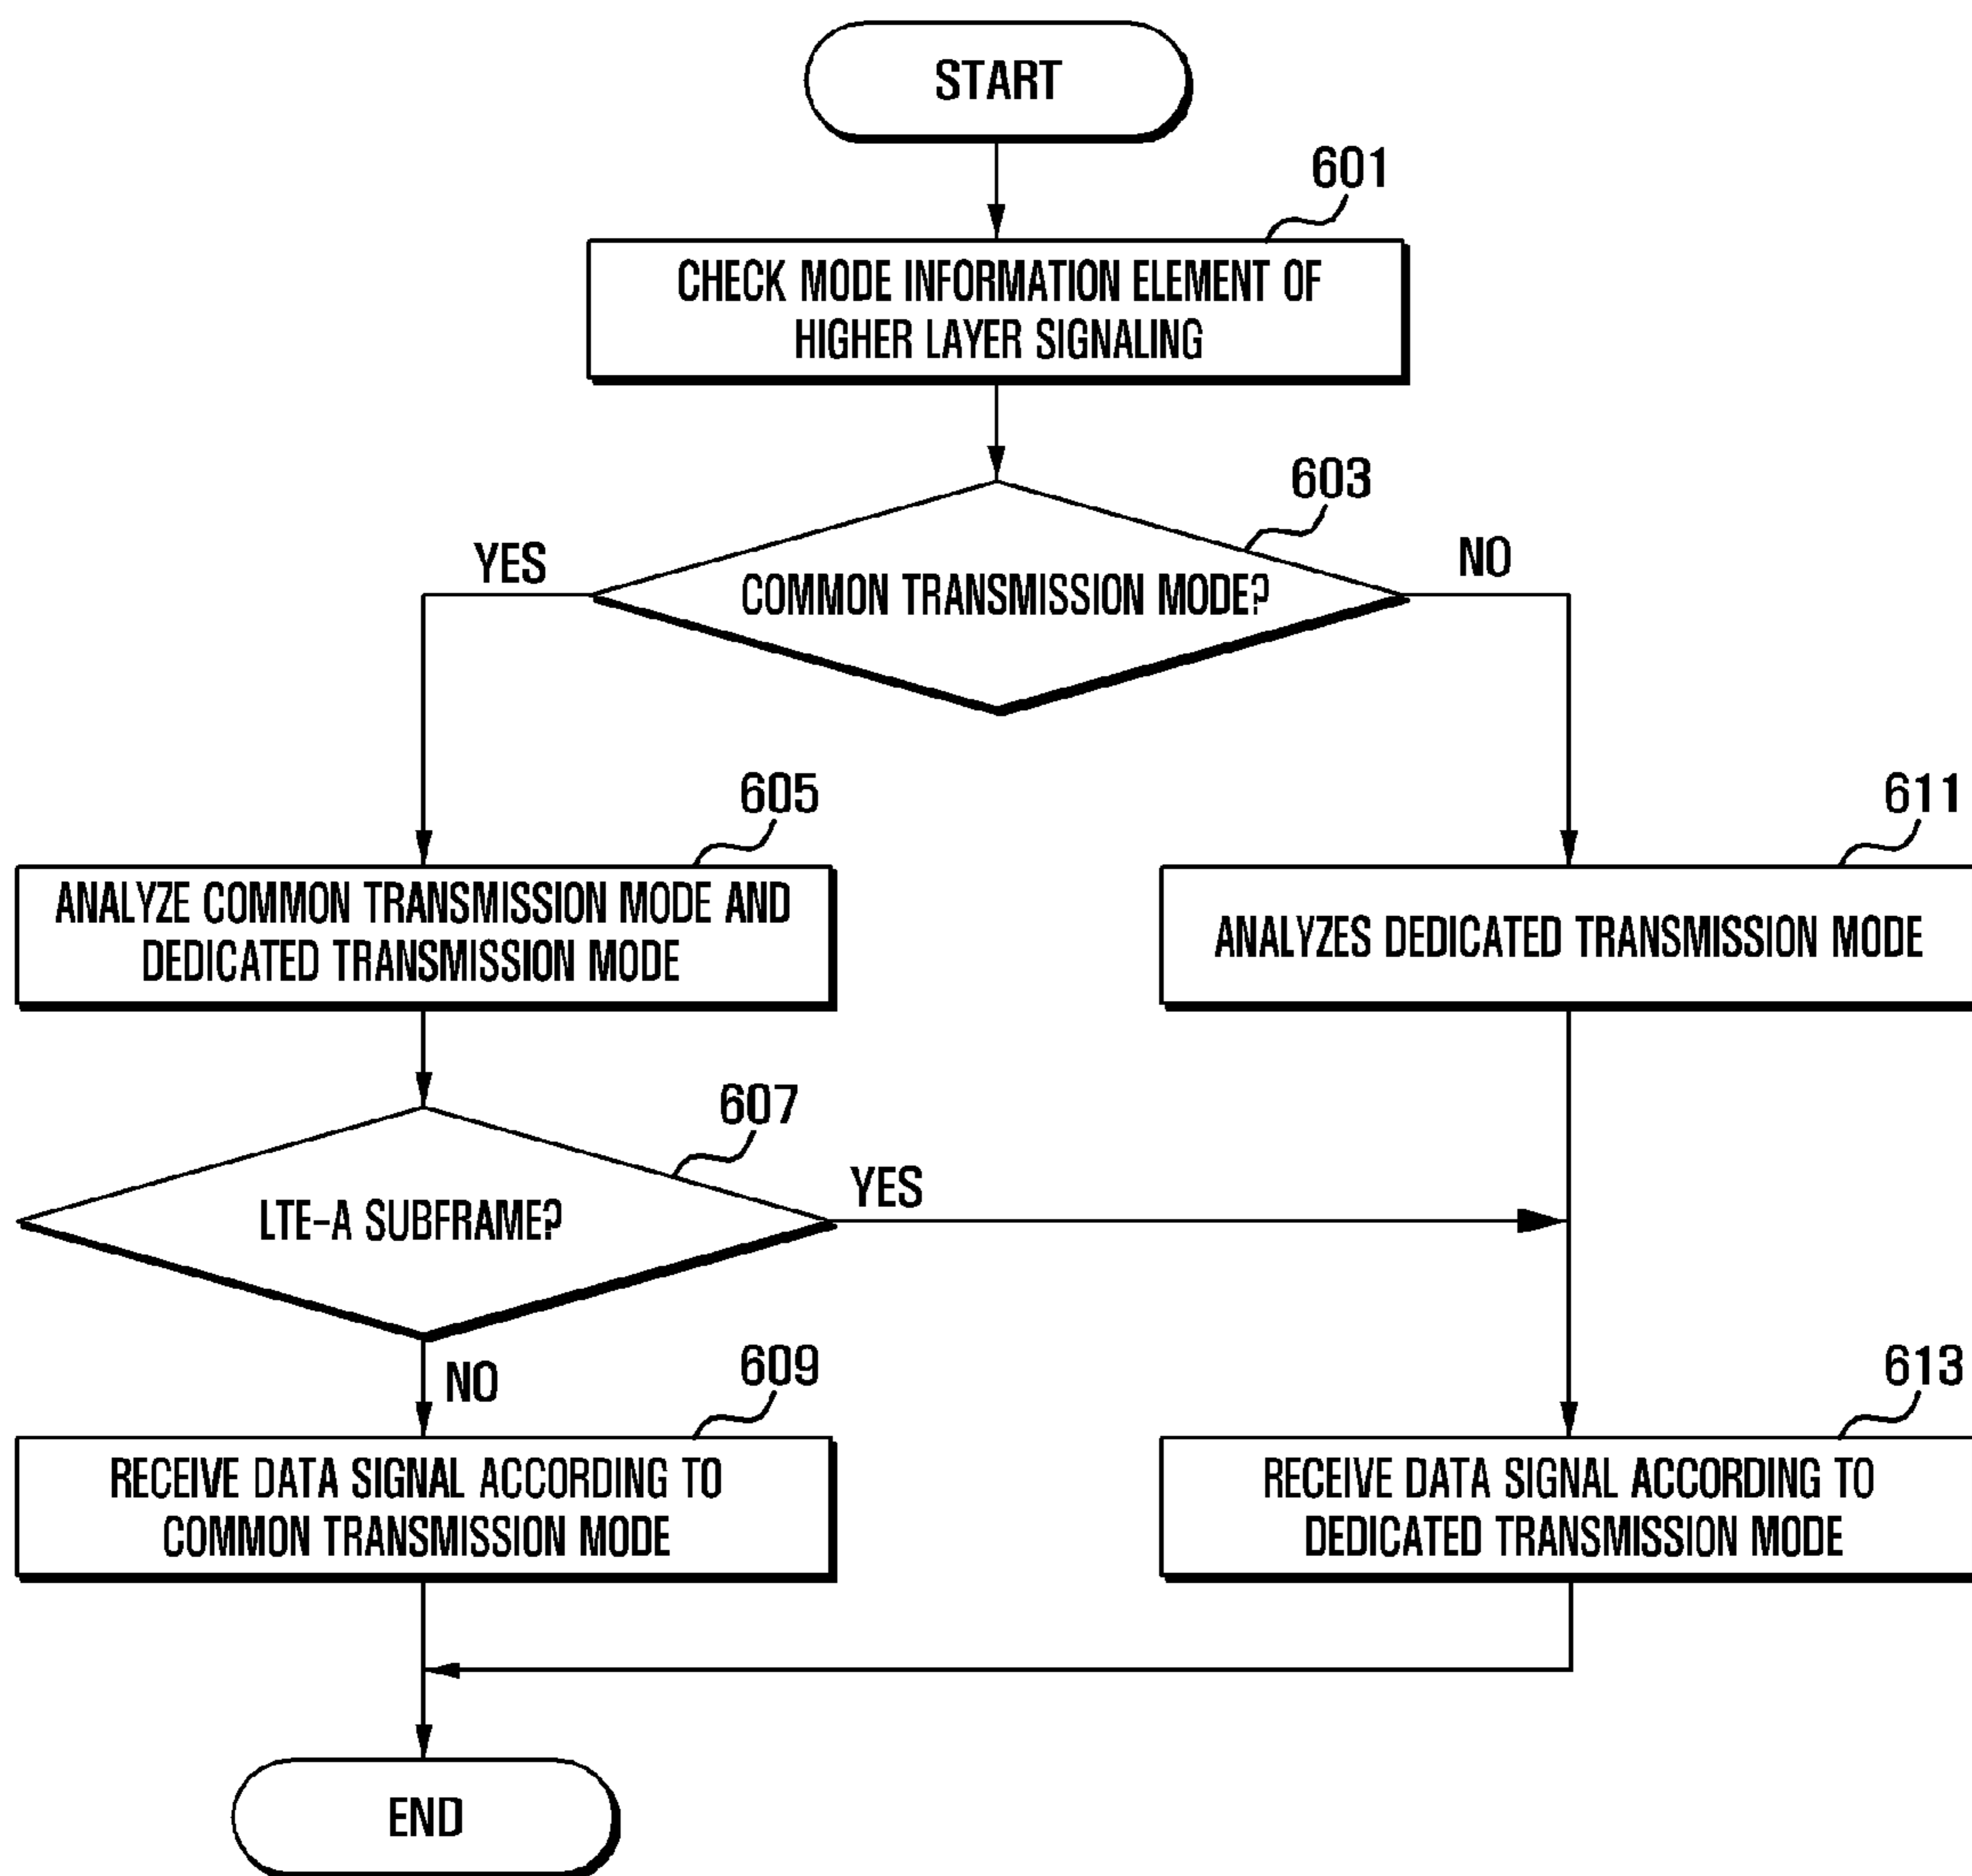 START
601
CHECK MODE INFORMATION ELEMENT OF
HIGHER LAYER SIGNALING
603
YES
NO
COMMON TRANSMISSION MODE?
605
611
ANALYZE COMMON TRANSMISSION MODE AND
DEDICATED TRANSMISSION MODE
ANALYZES DEDICATED TRANSMISSION MODE
607
YES
LTE-A SUBFRAME?
NO
609
613
RECEIVE DATA SIGNAL ACCORDING TO
COMMON TRANSMISSION MODE
RECEIVE DATA SIGNAL ACCORDING TO
DEDICATED TRANSMISSION MODE
END